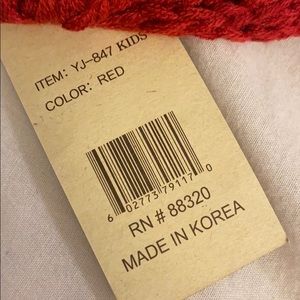 ITEM: YJ-847 KIDS
COLOR: RED
6 02773 79117 0
RN # 88320
MADE IN KOREA